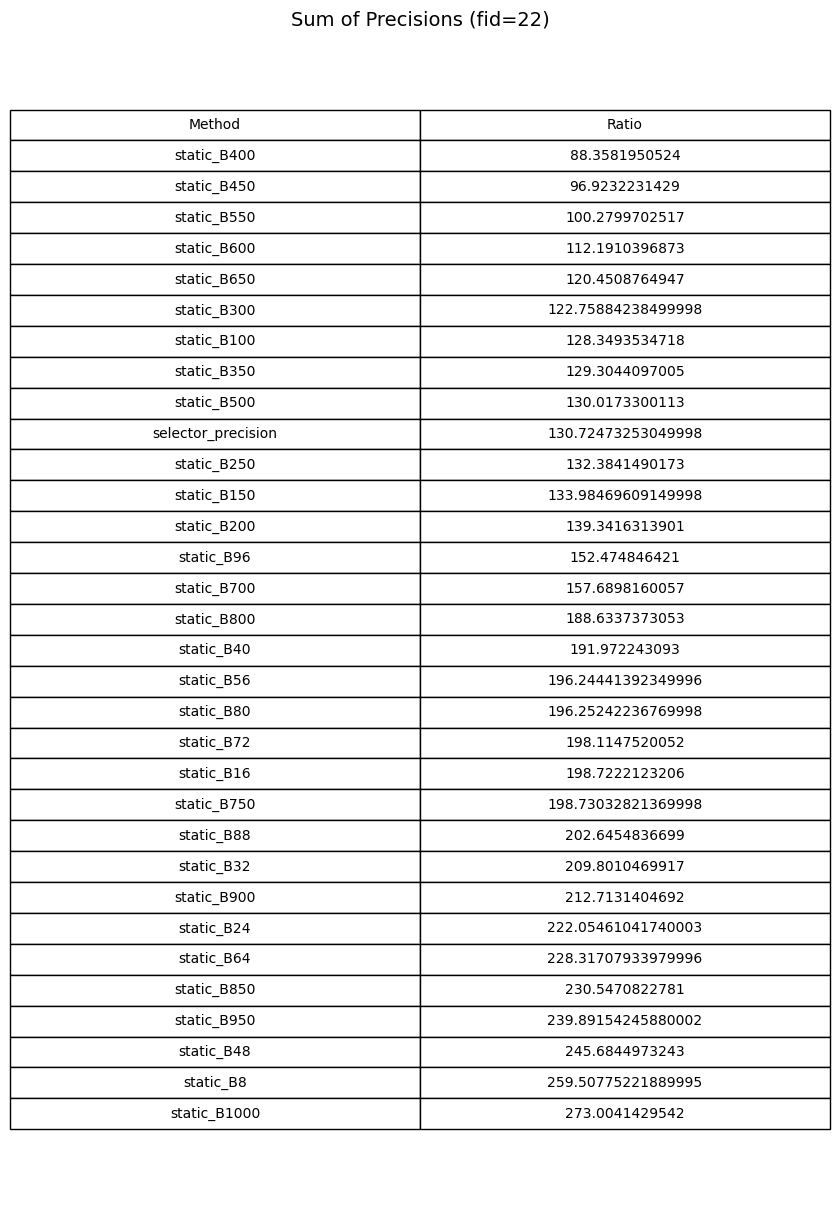 Sum of Precisions (fid=22)
Method Ratio
static_B400 88.3581950524
static_B450 96.9232231429
static_B550 100.2799702517
static_B600 112.1910396873
static_B650 120.4508764947
static_B300 122.75884238499998
static_B100 128.3493534718
static_B350 129.3044097005
static_B500 130.0173300113
selector_precision 130.72473253049998
static_B250 132.3841490173
static_B150 133.98469609149998
static_B200 139.3416313901
static_B96 152.474846421
static_B700 157.6898160057
static_B800 188.6337373053
static_B40 191.972243093
static_B56 196.24441392349996
static_B80 196.25242236769998
static_B72 198.1147520052
static_B16 198.7222123206
static_B750 198.73032821369998
static_B88 202.6454836699
static_B32 209.8010469917
static_B900 212.7131404692
static_B24 222.05461041740003
static_B64 228.31707933979996
static_B850 230.5470822781
static_B950 239.89154245880002
static_B48 245.6844973243
static_B8 259.50775221889995
static_B1000 273.0041429542